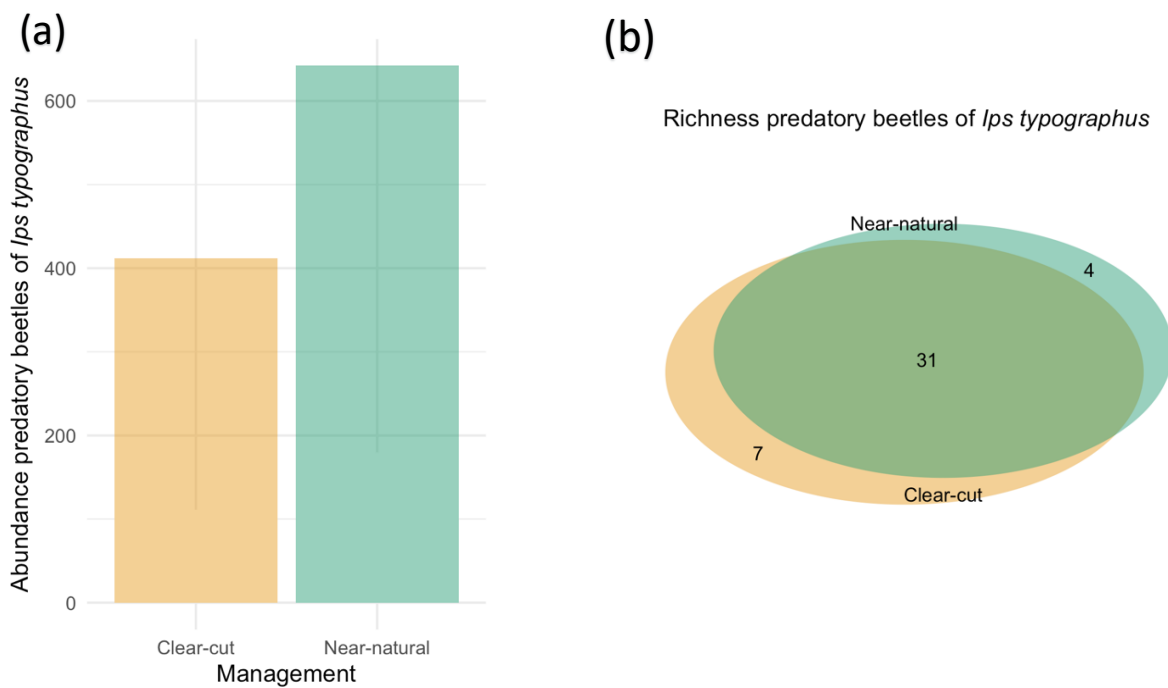 (a)
Abundance predatory beetles of Ips typographus
600
400
200
0
Clear-cut
Near-natural
Management
(b)
Richness predatory beetles of Ips typographus
Near-natural
4
31
7
Clear-cut